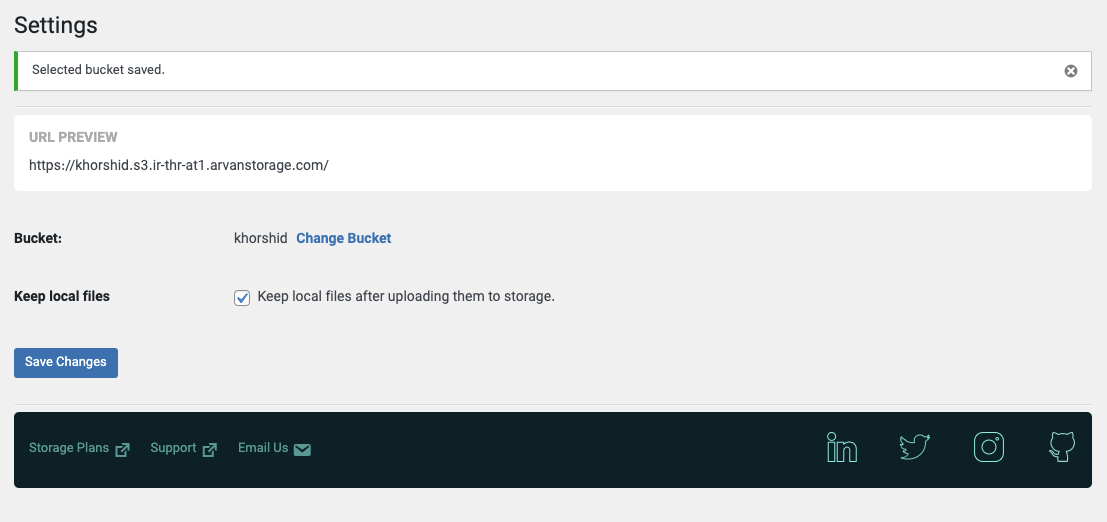 Settings
Selected bucket saved.
URL PREVIEW
https://khorshid.s3.ir-thr-at1.arvanstorage.com/
Bucket: khorshid Change Bucket
Keep local files Keep local files after uploading them to storage.
Save Changes
Storage Plans Support Email Us in